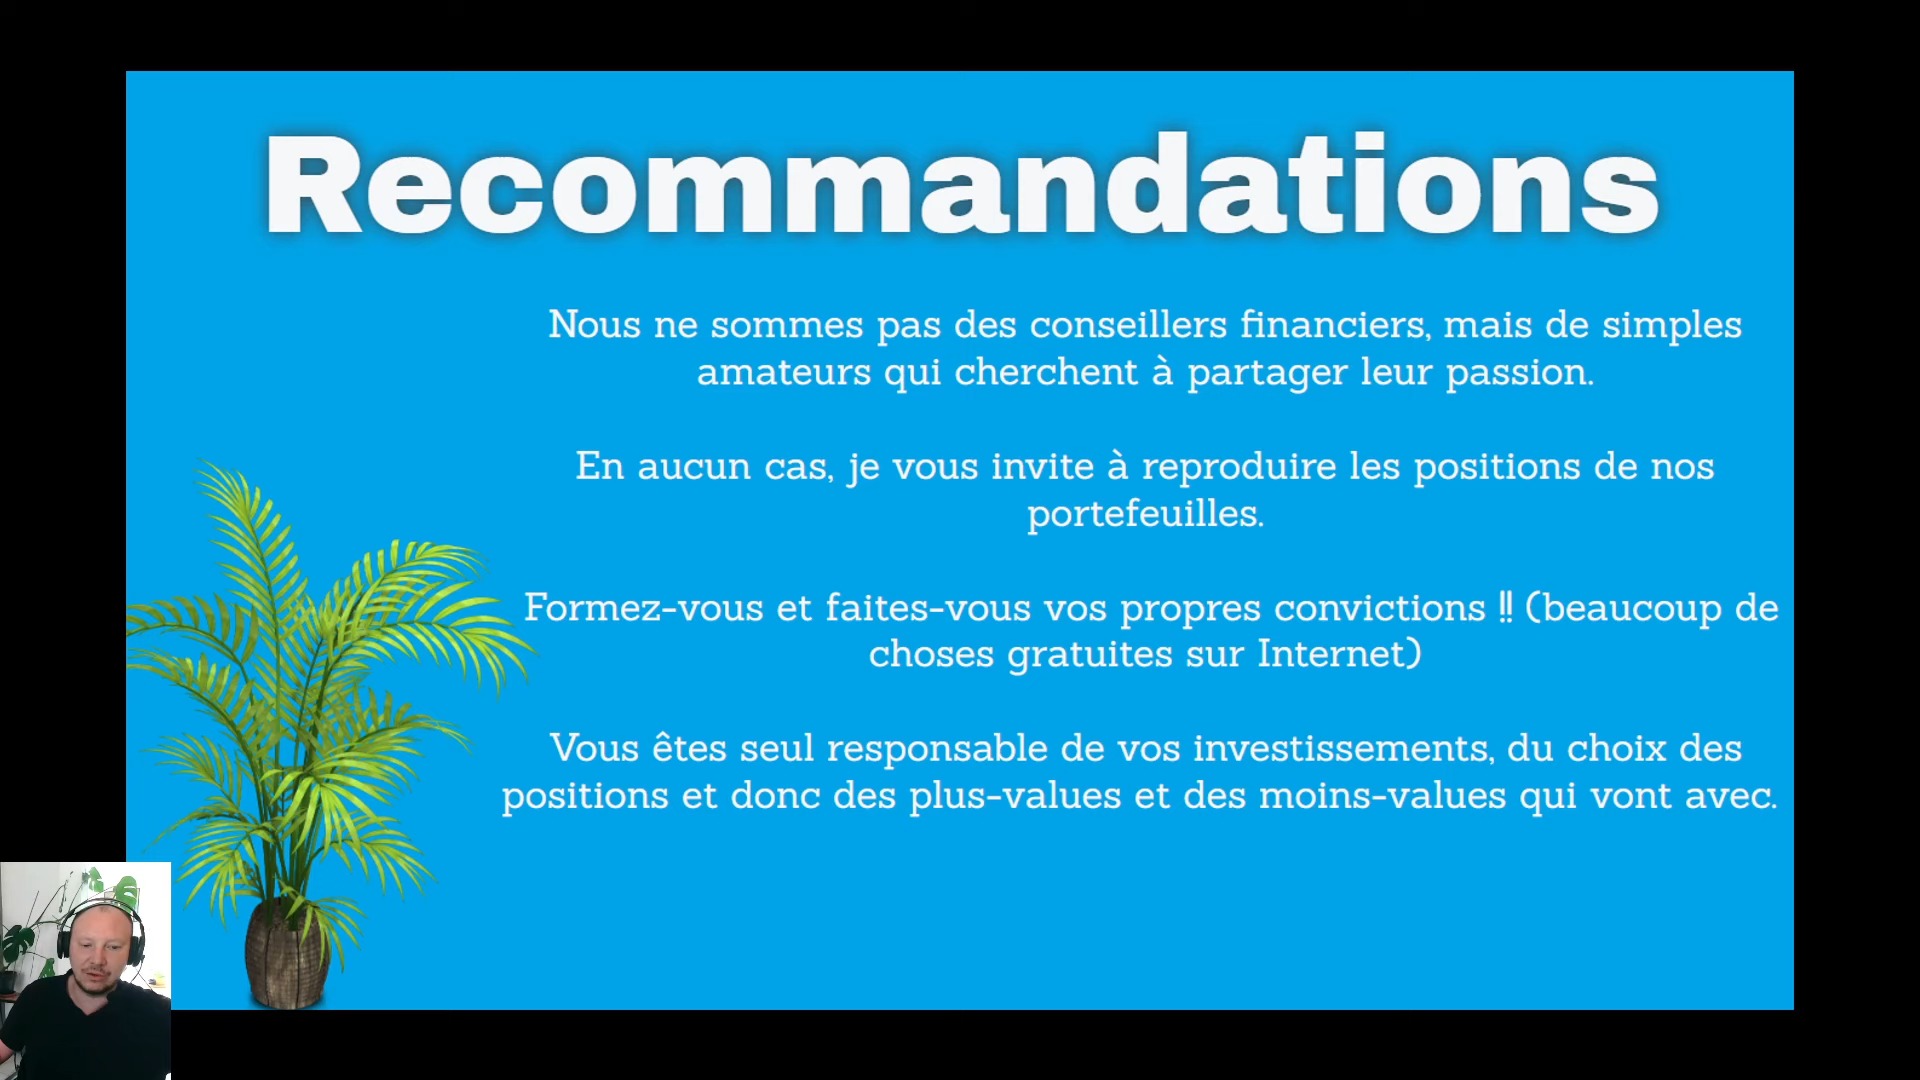 Recommandations
Nous ne sommes pas des conseillers financiers, mais de simples
amateurs qui cherchent à partager leur passion.
En aucun cas, je vous invite à reproduire les positions de nos
portefeuilles.
Formez-vous et faites-vous vos propres convictions !! (beaucoup de
choses gratuites sur Internet)
Vous êtes seul responsable de vos investissements, du choix des
positions et donc des plus-values et des moins-values qui vont avec.